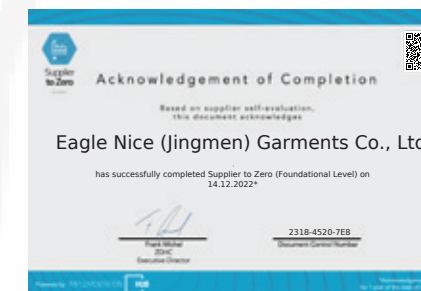 Supplier
to Zero
Acknowledgement of Completion
Based on supplier self-evaluation,
this document acknowledges
Eagle Nice (Jingmen) Garments Co., Ltd
has successfully completed Supplier to Zero (Foundational Level) on
14.12.2022*
2318-4520-7E8
Frank Michel
Document Control Number
ZDHC
Executive Director